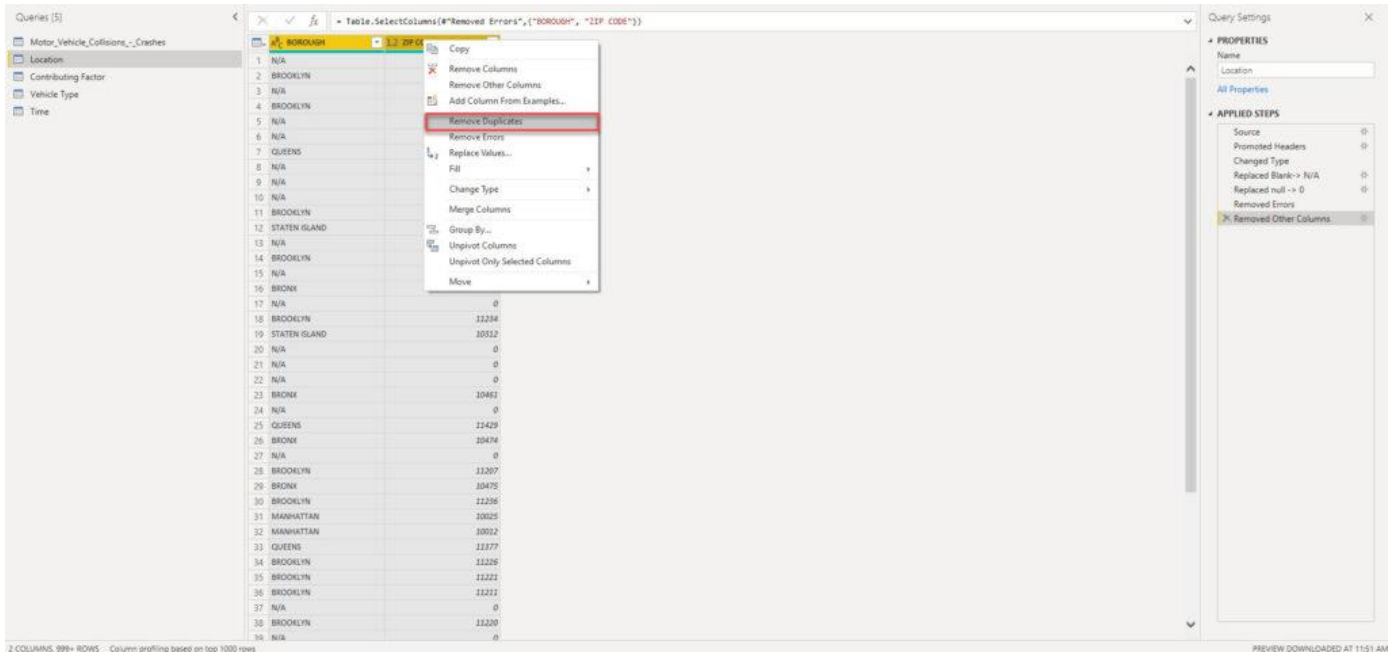 Queries [5]
Motor_Vehicle_Collisions_-_Crashes
Location
Contributing Factor
Vehicle Type
Time
= Table.SelectColumns(#"Removed Errors",{"BOROUGH", "ZIP CODE"})
BOROUGH 1.2 ZIP CO
1 N/A
2 BROOKLYN
3 N/A
4 BROOKLYN
5 N/A
6 N/A
7 QUEENS
8 N/A
9 N/A
10 N/A
11 BROOKLYN
12 STATEN ISLAND
13 N/A
14 BROOKLYN
15 N/A
16 BRONX
17 N/A 0
18 BROOKLYN 11234
19 STATEN ISLAND 10312
20 N/A 0
21 N/A 0
22 N/A 0
23 BRONX 10461
24 N/A 0
25 QUEENS 11429
26 BRONX 10474
27 N/A 0
28 BROOKLYN 11207
29 BRONX 10475
30 BROOKLYN 11236
31 MANHATTAN 10025
32 MANHATTAN 10012
33 QUEENS 11377
34 BROOKLYN 11226
35 BROOKLYN 11221
36 BROOKLYN 11211
37 N/A 0
38 BROOKLYN 11220
39 N/A 0
Copy
Remove Columns
Remove Other Columns
Add Column From Examples...
Remove Duplicates
Remove Errors
Replace Values...
Fill
Change Type
Merge Columns
Group By...
Unpivot Columns
Unpivot Only Selected Columns
Move
Query Settings
PROPERTIES
Name
Location
All Properties
APPLIED STEPS
Source
Promoted Headers
Changed Type
Replaced Blank-> N/A
Replaced null -> 0
Removed Errors
Removed Other Columns
2 COLUMNS, 999+ ROWS Column profiling based on top 1000 rows
PREVIEW DOWNLOADED AT 11:51 AM